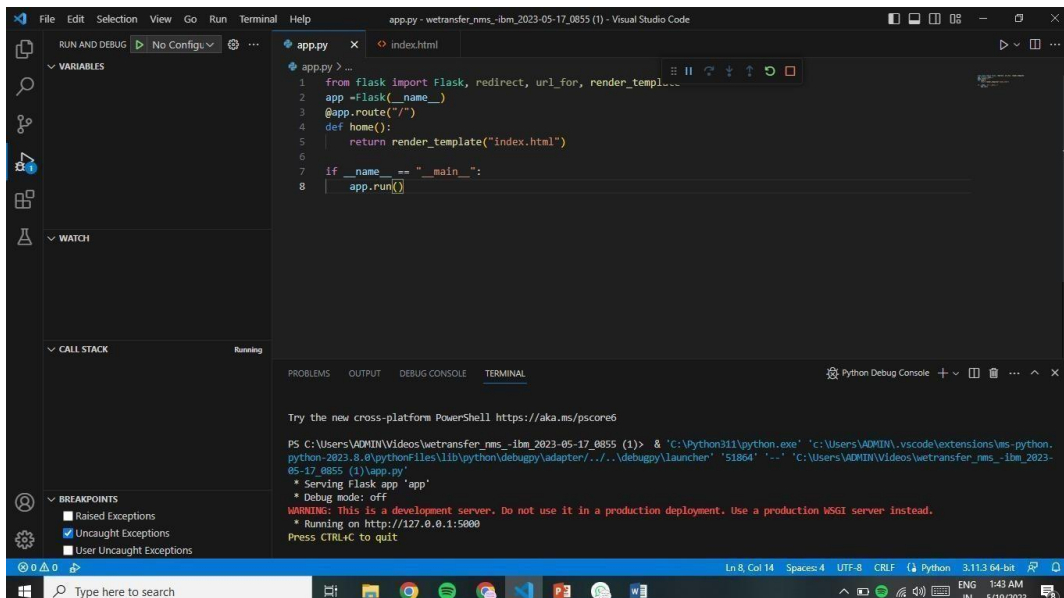 File Edit Selection View Go Run Terminal Help
app.py - wetransfer_nms_-ibm_2023-05-17_0855 (1) - Visual Studio Code
RUN AND DEBUG
No Configu
app.py
index.html
VARIABLES
app.py > ...
1 from flask import Flask, redirect, url_for, render_template
2 app =Flask(__name__)
3 @app.route("/")
4 def home():
5 return render_template("index.html")
6
7 if __name__ == "__main__":
8 app.run()
WATCH
CALL STACK
Running
PROBLEMS OUTPUT DEBUG CONSOLE TERMINAL
Python Debug Console
Try the new cross-platform PowerShell https://aka.ms/pscore6
PS C:\Users\ADMIN\Videos\wetransfer_nms_-ibm_2023-05-17_0855 (1)> & 'C:\Python311\python.exe' 'c:\Users\ADMIN\.vscode\extensions\ms-python.
python-2023.8.0\pythonFiles\lib\python\debugpy\adapter/../..\debugpy\launcher' '51864' '--' 'C:\Users\ADMIN\Videos\wetransfer_nms_-ibm_2023-
05-17_0855 (1)\app.py'
* Serving Flask app 'app'
* Debug mode: off
WARNING: This is a development server. Do not use it in a production deployment. Use a production WSGI server instead.
* Running on http://127.0.0.1:5000
Press CTRL+C to quit
BREAKPOINTS
Raised Exceptions
Uncaught Exceptions
User Uncaught Exceptions
0 0
Ln 8, Col 14 Spaces: 4 UTF-8 CRLF Python 3.11.3 64-bit
Type here to search
ENG 1:43 AM
IN 5/19/2023